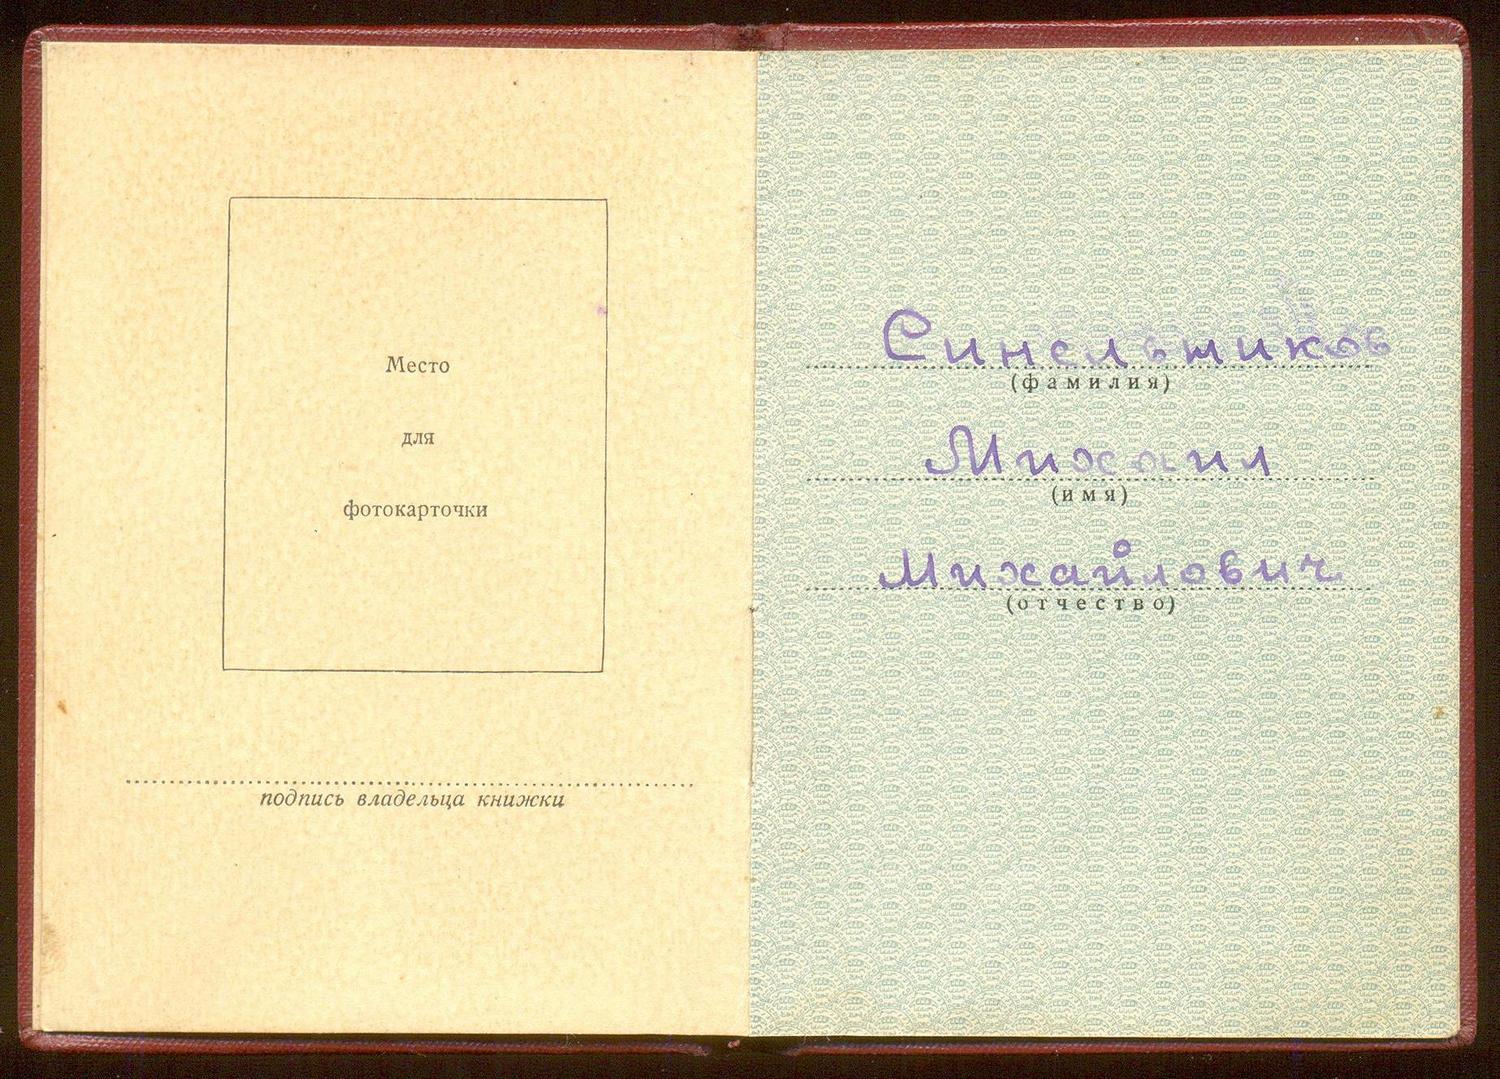 Место
для
фотокарточки
подпись владельца книжки
Синельников
(фамилия)
Михаил
(имя)
Михайлович
(отчество)